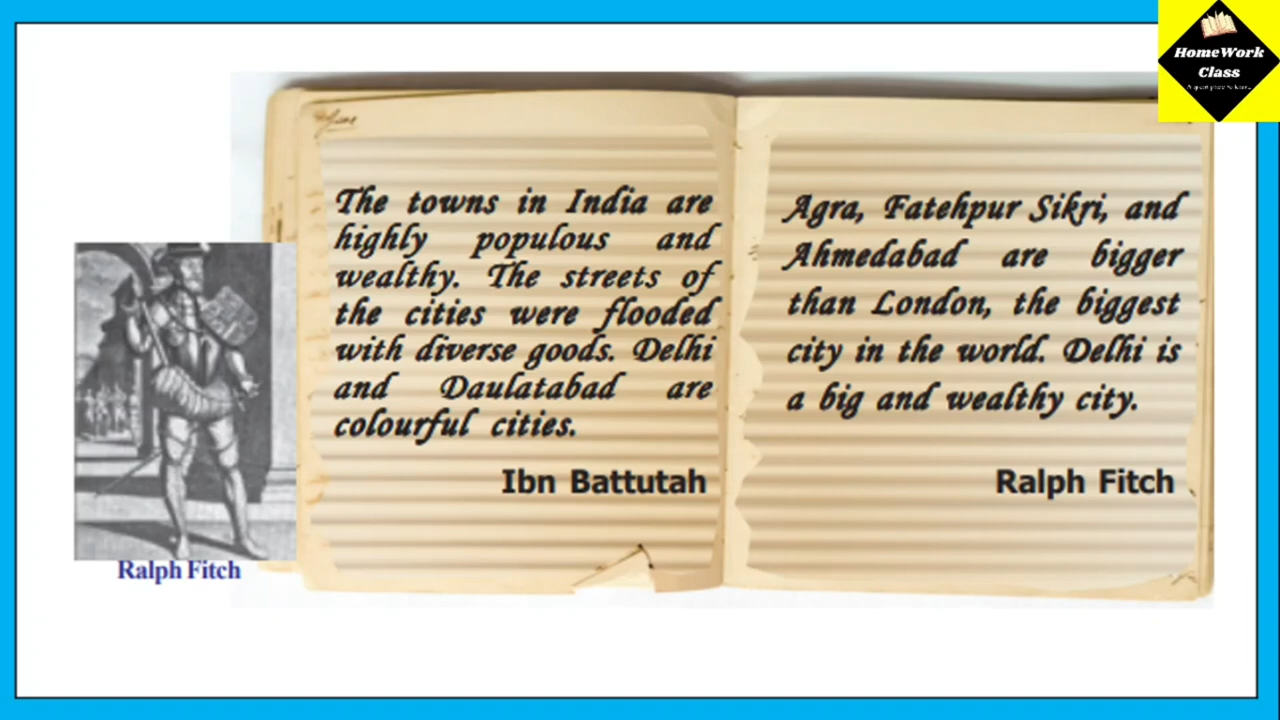 HomeWork
Class
The towns in India are
highly populous and
wealthy. The streets of
the cities were flooded
with diverse goods. Delhi
and Daulatabad are
colourful cities.
Ibn Battutah
Agra, Fatehpur Sikri, and
Ahmedabad are bigger
than London, the biggest
city in the world. Delhi is
a big and wealthy city.
Ralph Fitch
Ralph Fitch